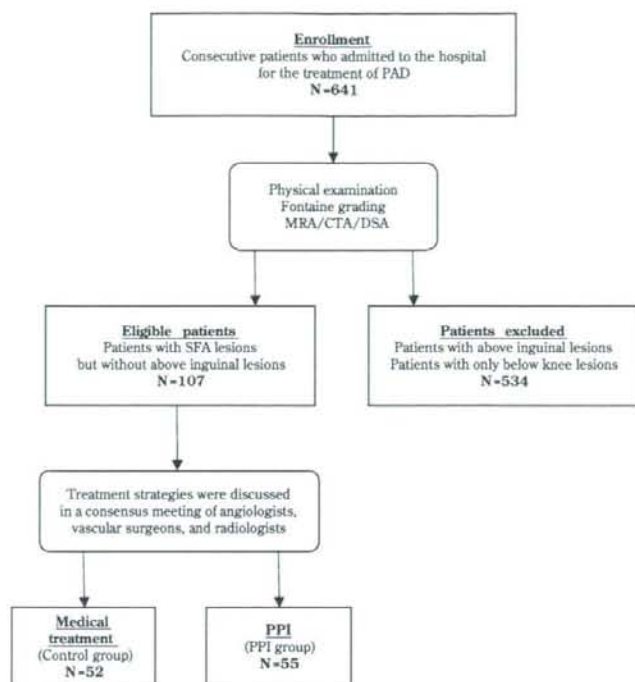 Enrollment
Consecutive patients who admitted to the hospital
for the treatment of PAD
N=641
Physical examination
Fontaine grading
MRA/CTA/DSA
Eligible patients
Patients with SFA lesions
but without above inguinal lesions
N=107
Patients excluded
Patients with above inguinal lesions
Patients with only below knee lesions
N=534
Treatment strategies were discussed
in a consensus meeting of angiologists,
vascular surgeons, and radiologists
Medical
treatment
(Control group)
N=52
PPI
(PPI group)
N=55